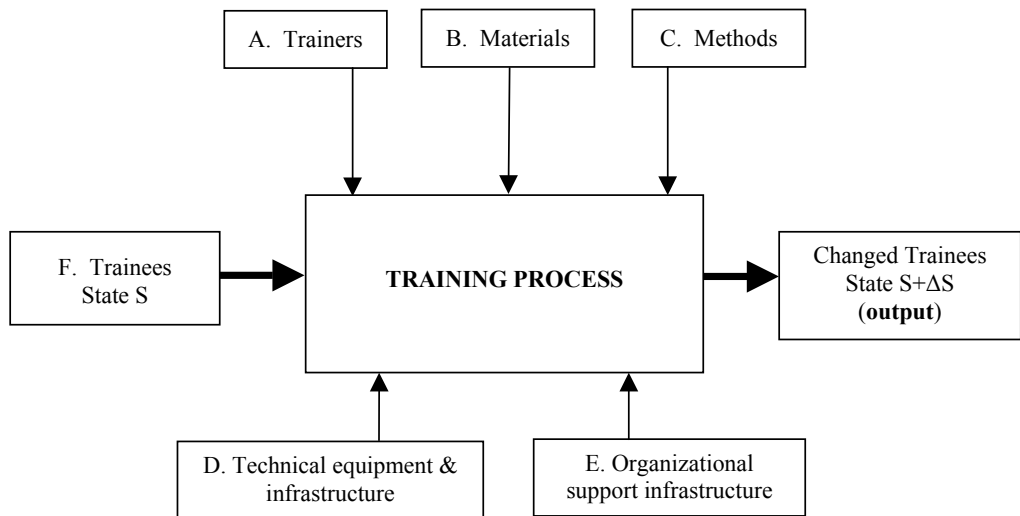 A. Trainers
B. Materials
C. Methods
F. Trainees
State S
TRAINING PROCESS
Changed Trainees
State S+ΔS
(output)
D. Technical equipment &
infrastructure
E. Organizational
support infrastructure